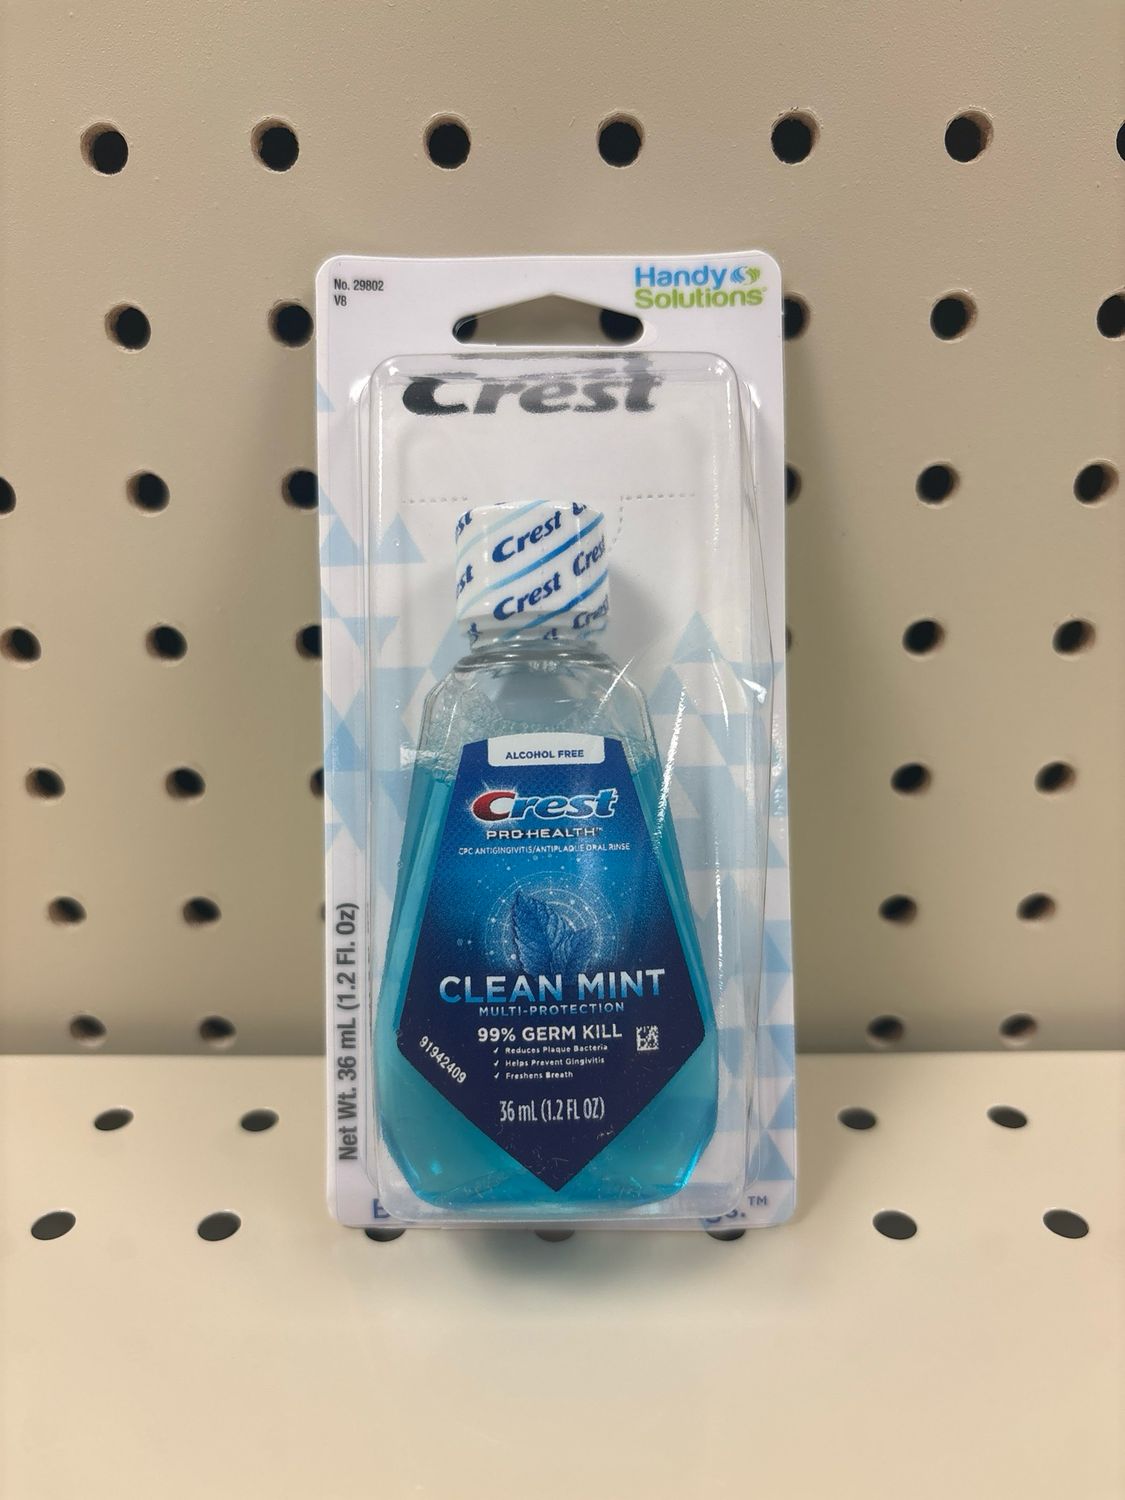 No. 29802
V8
Handy
Solutions®
Crest
Crest
Crest
Crest
Crest
ALCOHOL FREE
Crest
PRO-HEALTH™
CPC ANTIGINGIVITIS/ANTIPLAQUE ORAL RINSE
CLEAN MINT
MULTI-PROTECTION
99% GERM KILL
✓ Reduces Plaque Bacteria
✓ Helps Prevent Gingivitis
✓ Freshens Breath
91942409
36 mL (1.2 FL OZ)
Net Wt. 36 mL (1.2 Fl. Oz)